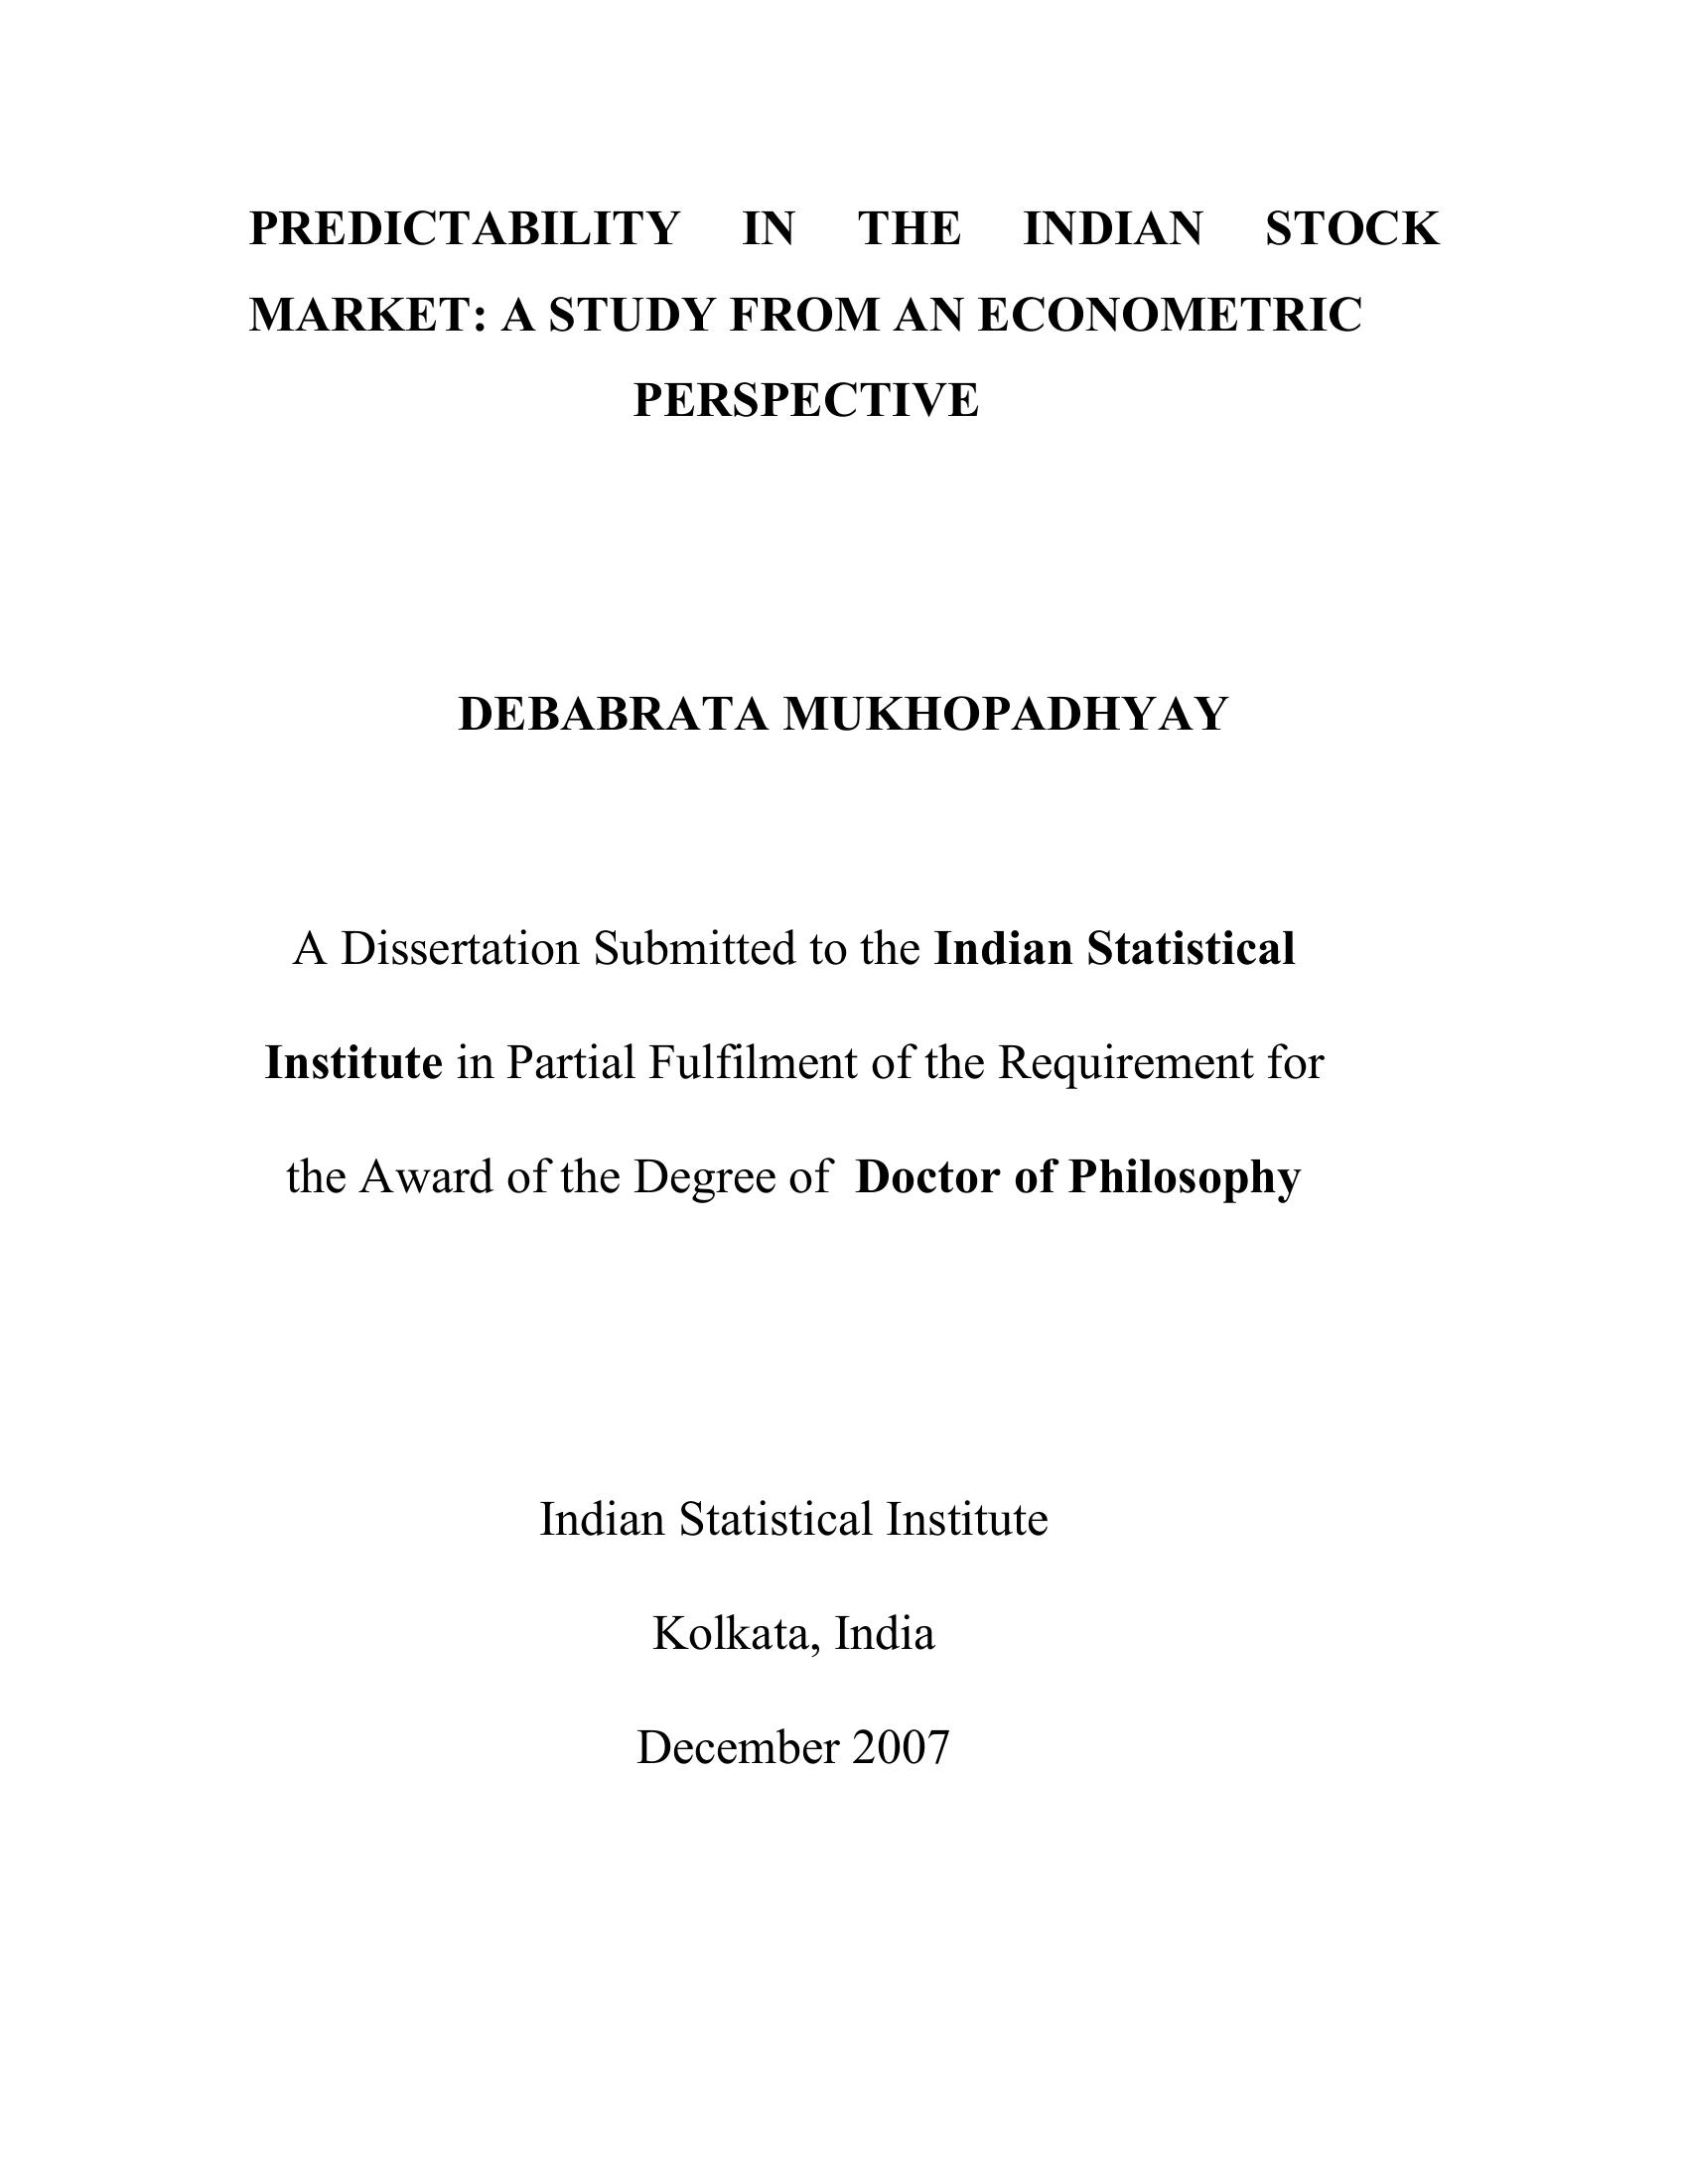 PREDICTABILITY IN THE INDIAN STOCK
MARKET: A STUDY FROM AN ECONOMETRIC
PERSPECTIVE
DEBABRATA MUKHOPADHYAY
A Dissertation Submitted to the Indian Statistical
Institute in Partial Fulfilment of the Requirement for
the Award of the Degree of Doctor of Philosophy
Indian Statistical Institute
Kolkata, India
December 2007